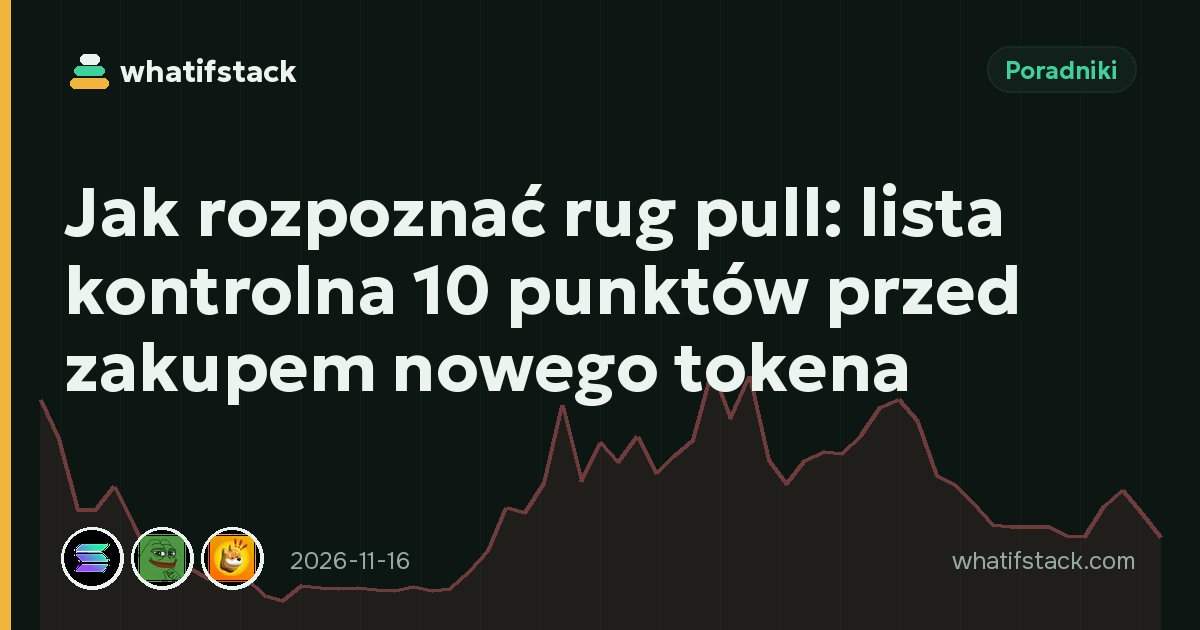 whatifstack
Poradniki
Jak rozpoznać rug pull: lista
kontrolna 10 punktów przed
zakupem nowego tokena
2026-11-16
whatifstack.com